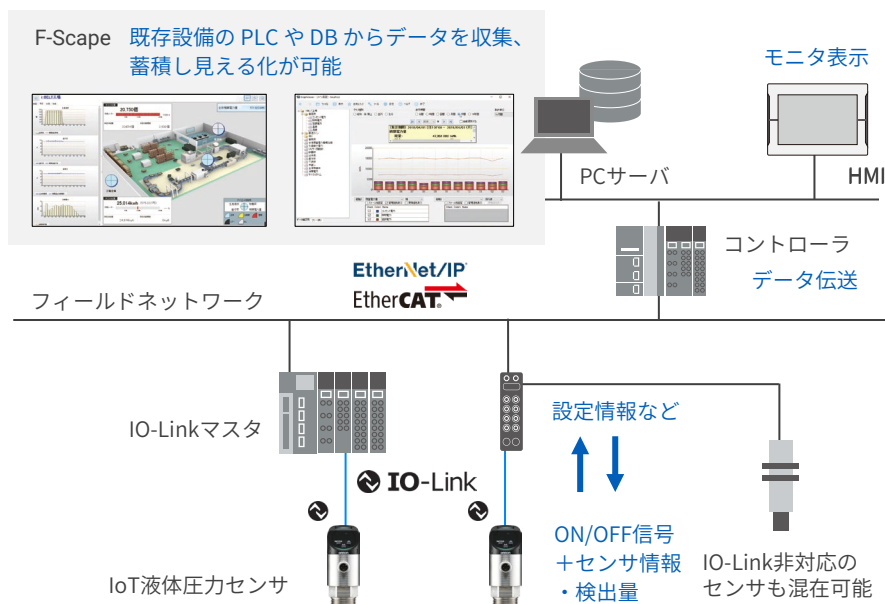 F-Scape 既存設備の PLC や DB からデータを収集、
蓄積し見える化が可能
モニタ表示
PCサーバ
HMI
コントローラ
データ伝送
EtherNet/IP
EtherCAT
フィールドネットワーク
IO-Linkマスタ
設定情報など
IO-Link
ON/OFF信号
+センサ情報
・検出量
IO-Link非対応の
センサも混在可能
IoT液体圧力センサ